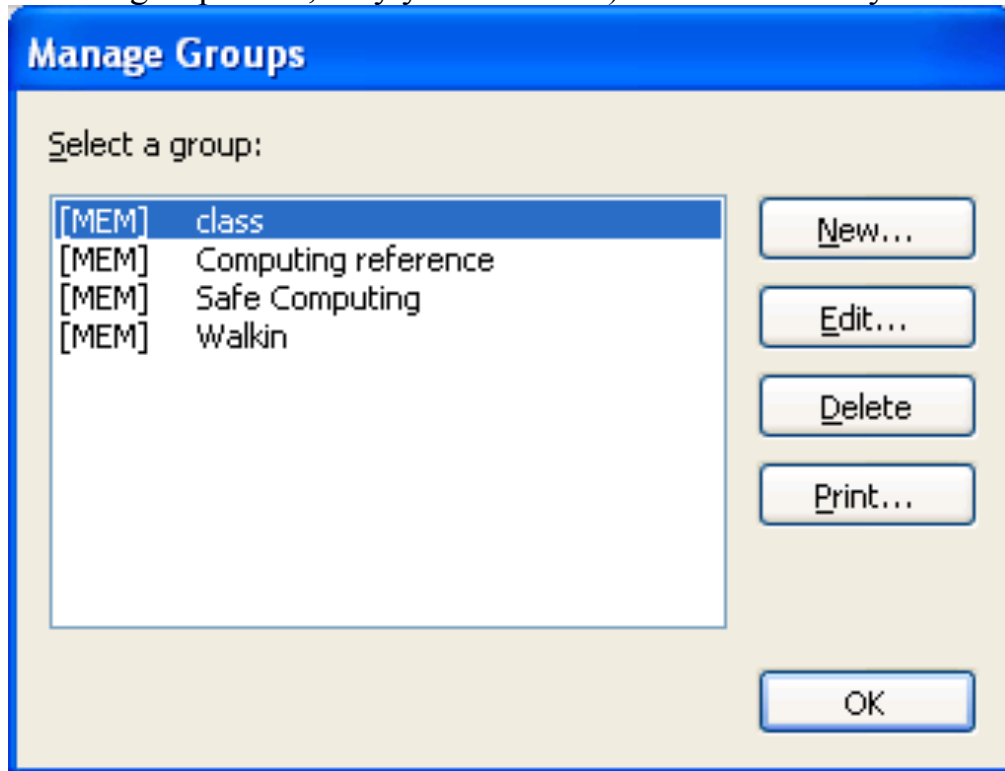 Manage Groups
Select a group:
[MEM] class
[MEM] Computing reference
[MEM] Safe Computing
[MEM] Walkin
New...
Edit...
Delete
Print...
OK